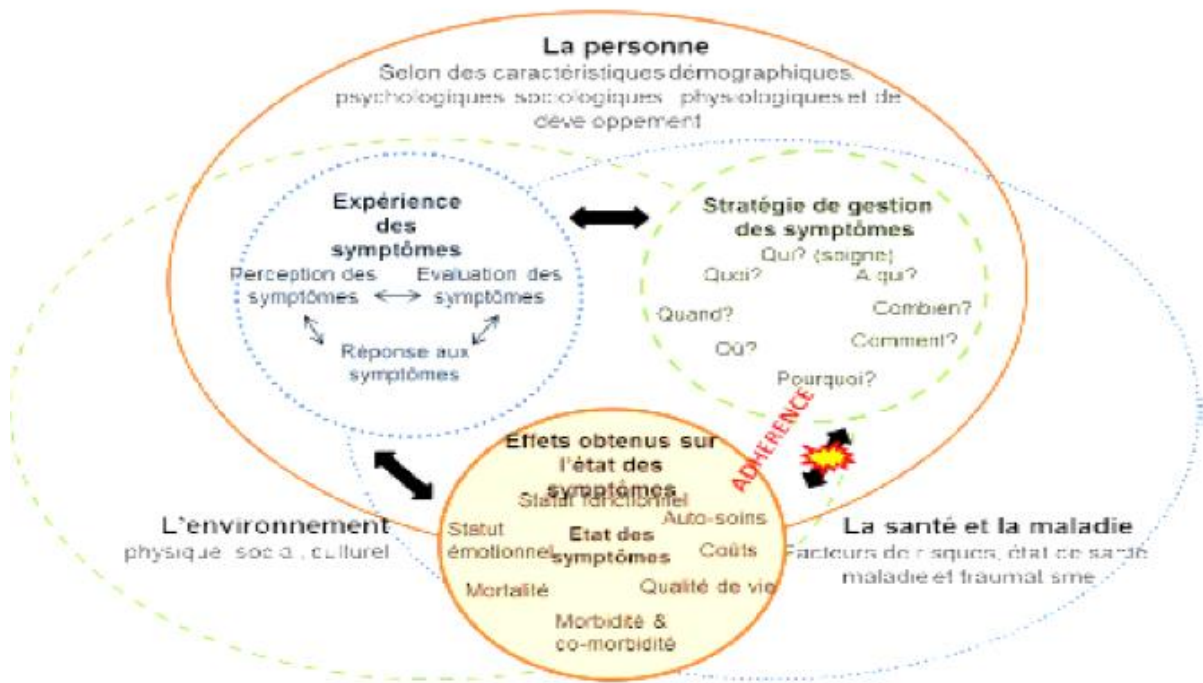 La personne
Selon des caractéristiques démographiques,
psychologiques sociologiques physiologiques et de
développement
Expérience
des
symptômes
Perception des
symptômes
Evaluation des
symptômes
Réponse aux
symptômes
Stratégie de gestion
des symptômes
Qui? (soigne)
Quoi?
A qui?
Quand?
Combien?
Où?
Comment?
Pourquoi?
ADHERENCE
Effets obtenus sur
l'état des
symptômes
Statut fonctionnel
Auto-soins
Statut
émotionnel
Etat des
symptômes
Coûts
Mortalité
Qualité de vie
Morbidité &
co-morbidité
L'environnement
physique, social, culturel
La santé et la maladie
Facteurs de risques, état de santé
maladie et traumatisme